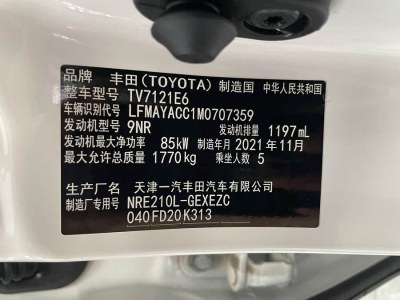 品牌 丰田(TOYOTA) 制造国 中华人民共和国
整车型号 TV7121E6
车辆识别代号 LFMAYACC1M0707359
发动机型号 9NR 发动机排量 1197mL
发动机最大净功率 85kW 制造年月 2021年11月
最大允许总质量 1770kg 乘坐人数 5
生产厂名 天津一汽丰田汽车有限公司
制造厂专用号 NRE210L-GEXEZC
040FD20K313